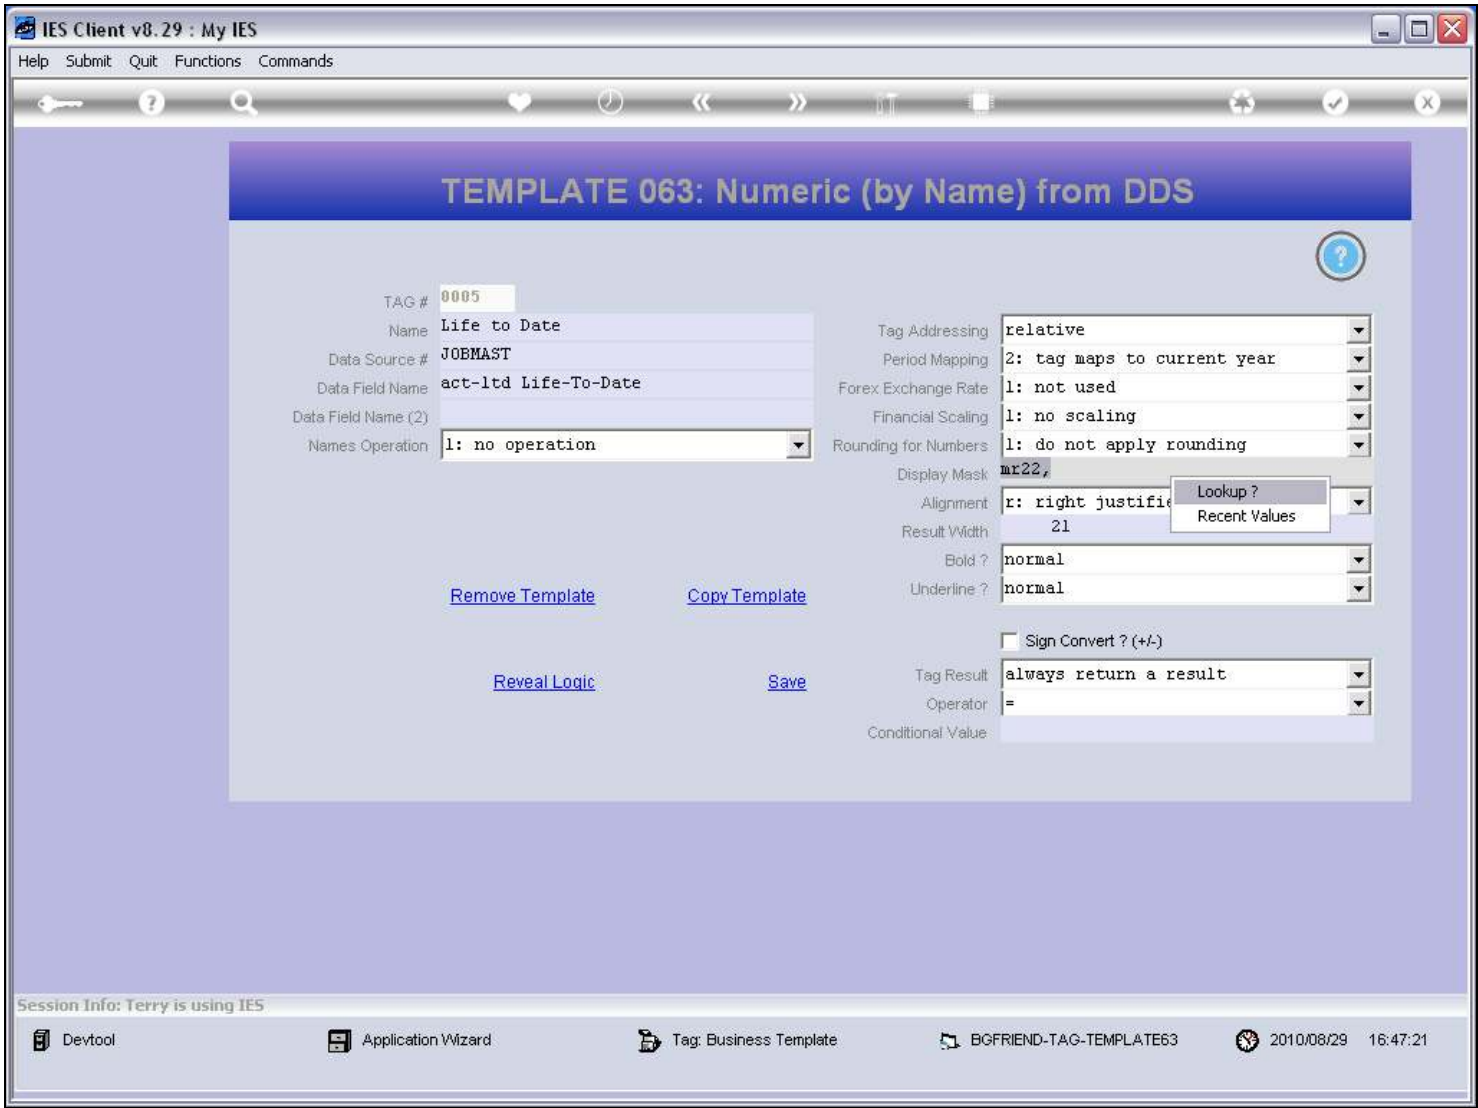 IES Client v8.29 : My IES
Help Submit Quit Functions Commands
TEMPLATE 063: Numeric (by Name) from DDS
TAG # 0005
Name Life to Date
Data Source # JOBMAST
Data Field Name act-ltd Life-To-Date
Data Field Name (2)
Names Operation 1: no operation
Tag Addressing relative
Period Mapping 2: tag maps to current year
Forex Exchange Rate 1: not used
Financial Scaling 1: no scaling
Rounding for Numbers 1: do not apply rounding
Display Mask mr22,
Lookup ?
Recent Values
Alignment r: right justifie
Result Width 21
Bold ? normal
Underline ? normal
Remove Template Copy Template
Sign Convert ? (+/-)
Reveal Logic Save
Tag Result always return a result
Operator =
Conditional Value
Session Info: Terry is using IES
Devtool Application Wizard Tag: Business Template BGFRIEND-TAG-TEMPLATE63 2010/08/29 16:47:21